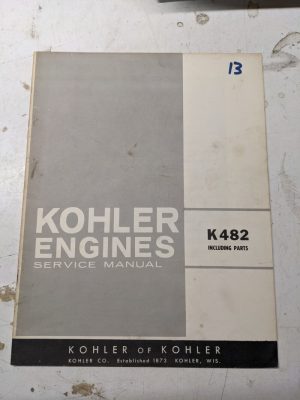 13
KOHLER
ENGINES
SERVICE MANUAL
K482
INCLUDING PARTS
KOHLER OF KOHLER
KOHLER CO. Established 1873 KOHLER, WIS.